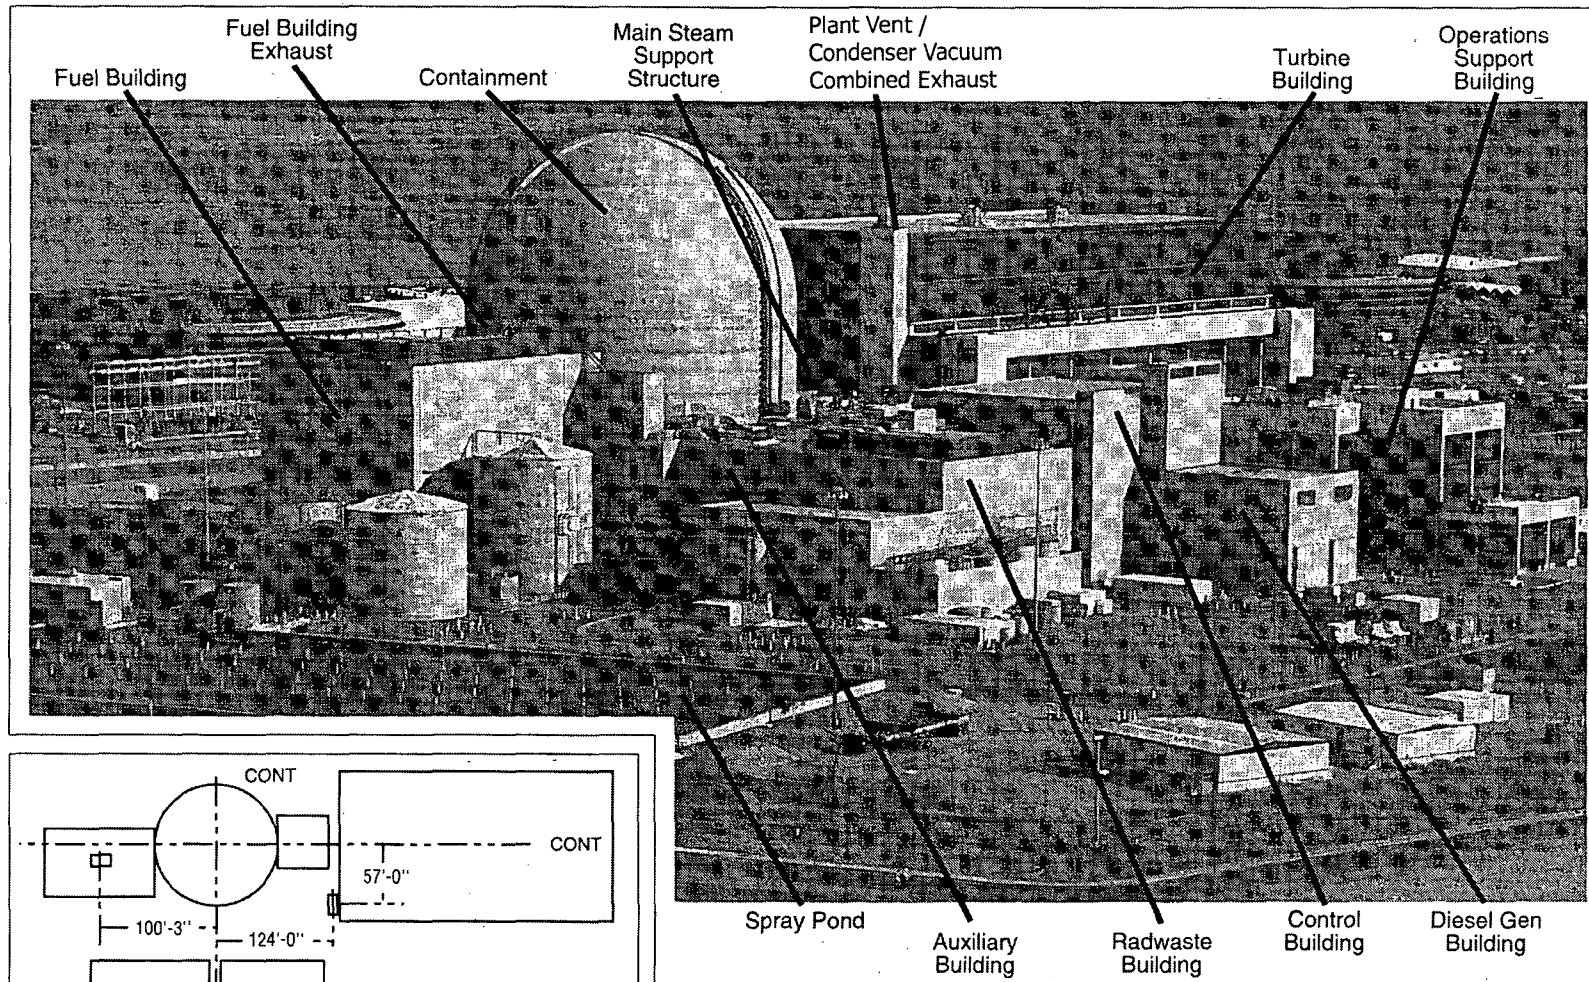 Fuel Building
Fuel Building
Exhaust
Containment
Main Steam
Support
Structure
Plant Vent /
Condenser Vacuum
Combined Exhaust
Turbine
Building
Operations
Support
Building
CONT
CONT
57'-0"
100'-3"
124'-0"
Spray Pond
Auxiliary
Building
Radwaste
Building
Control
Building
Diesel Gen
Building